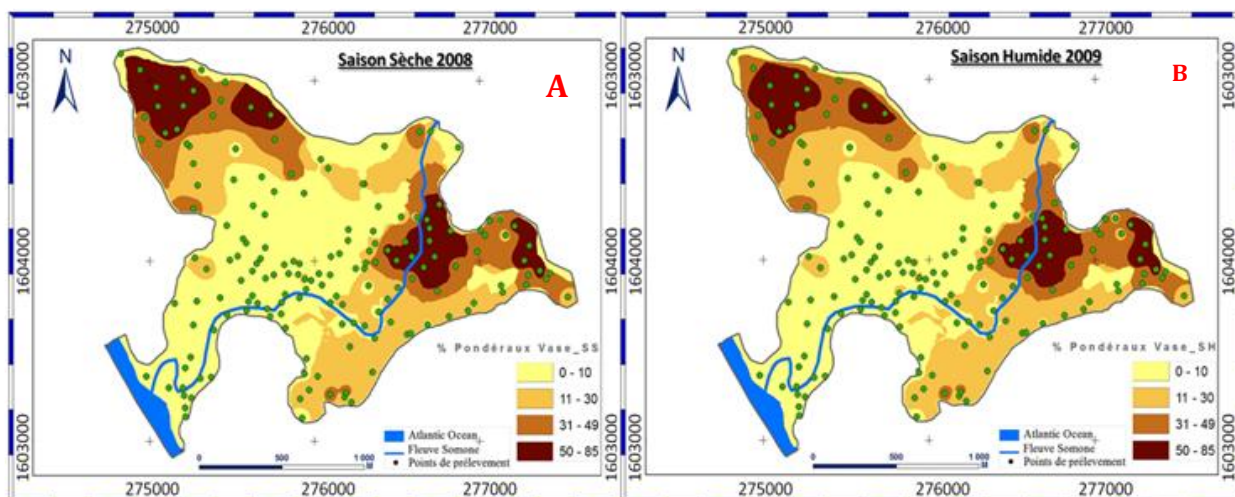 275000 276000 277000
1603000
1604000
1603000
N
Saison Sèche 2008
A
% Pondéraux Vase_SS
0 - 10
11 - 30
31 - 49
50 - 85
Atlantic Ocean
Fleuve Somone
Points de prélevement
0 500 1 000
M
275000 276000 277000
1603000
1604000
1603000
275000 276000 277000
1603000
1604000
1603000
N
Saison Humide 2009
B
% Pondéraux Vase_SH
0 - 10
11 - 30
31 - 49
50 - 85
Atlantic Ocean
Fleuve Somone
Points de prélevement
0 500 1 000
M
275000 276000 277000
1603000
1604000
1603000